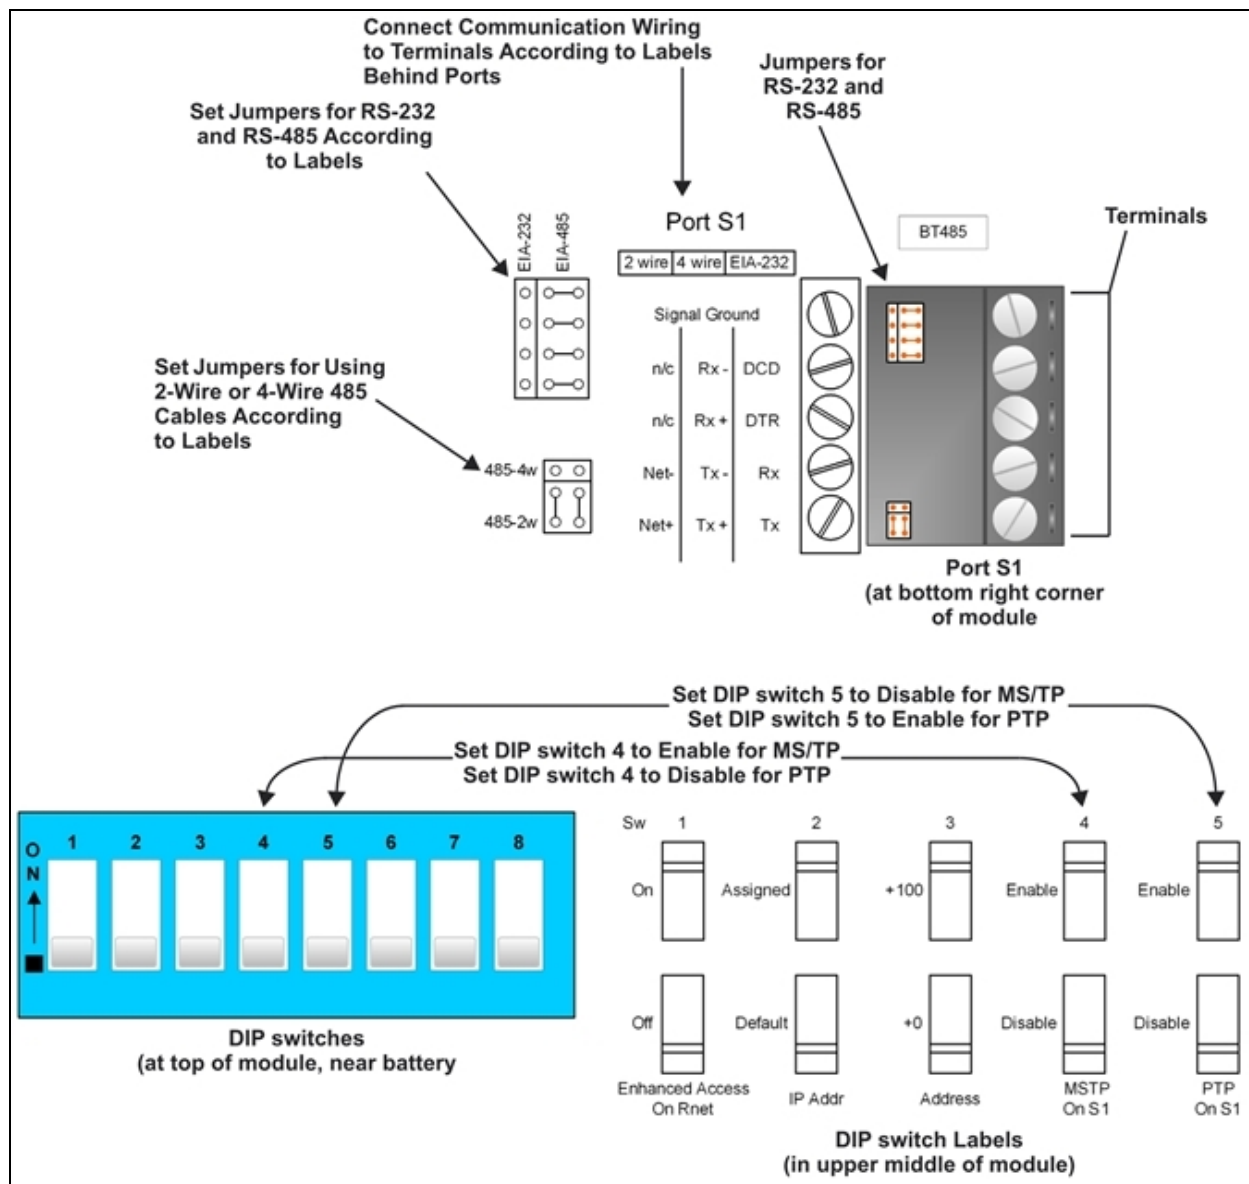 Connect Communication Wiring
to Terminals According to Labels
Behind Ports
Jumpers for
RS-232 and
RS-485
Set Jumpers for RS-232
and RS-485 According
to Labels
Terminals
EIA-232
EIA-485
Port S1
BT485
2 wire 4 wire EIA-232
Signal Ground
n/c Rx - DCD
n/c Rx + DTR
Net- Tx - Rx
Net+ Tx + Tx
Set Jumpers for Using
2-Wire or 4-Wire 485
Cables According
to Labels
485-4w
485-2w
Port S1
(at bottom right corner
of module
Set DIP switch 5 to Disable for MS/TP
Set DIP switch 5 to Enable for PTP
Set DIP switch 4 to Enable for MS/TP
Set DIP switch 4 to Disable for PTP
ON
1 2 3 4 5 6 7 8
DIP switches
(at top of module, near battery
Sw 1 2 3 4 5
On Assigned +100 Enable Enable
Off Default +0 Disable Disable
Enhanced Access
On Rnet
IP Addr
Address
MSTP
On S1
PTP
On S1
DIP switch Labels
(in upper middle of module)